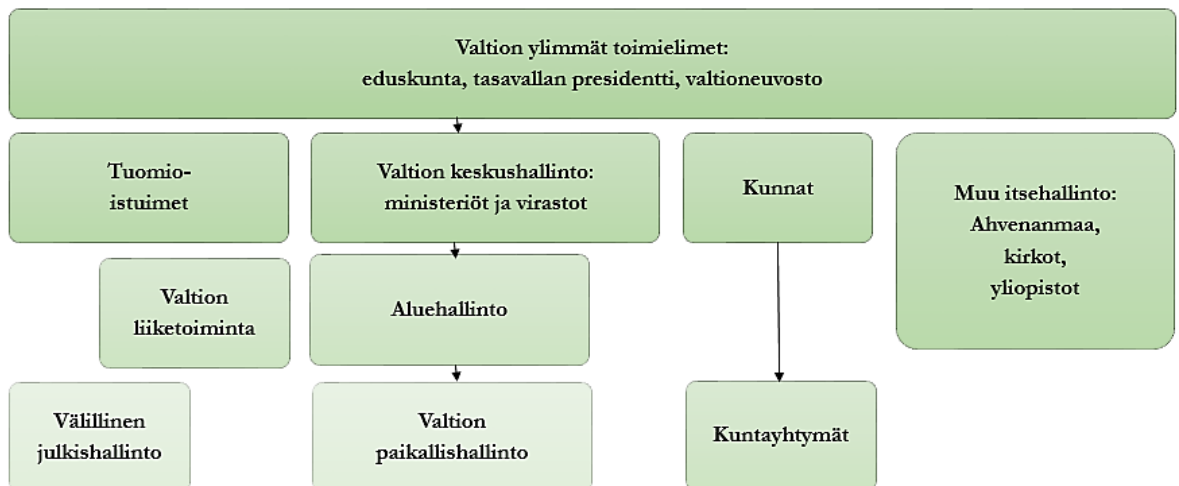 Valtion ylimmät toimielimet:
eduskunta, tasavallan presidentti, valtioneuvosto
Tuomio-
istuimet
Valtion keskushallinto:
ministeriöt ja virastot
Kunnat
Muu itsehallinto:
Ahvenanmaa,
kirkot,
yliopistot
Valtion
liiketoiminta
Aluehallinto
Välillinen
julkishallinto
Valtion
paikallishallinto
Kuntayhtymät